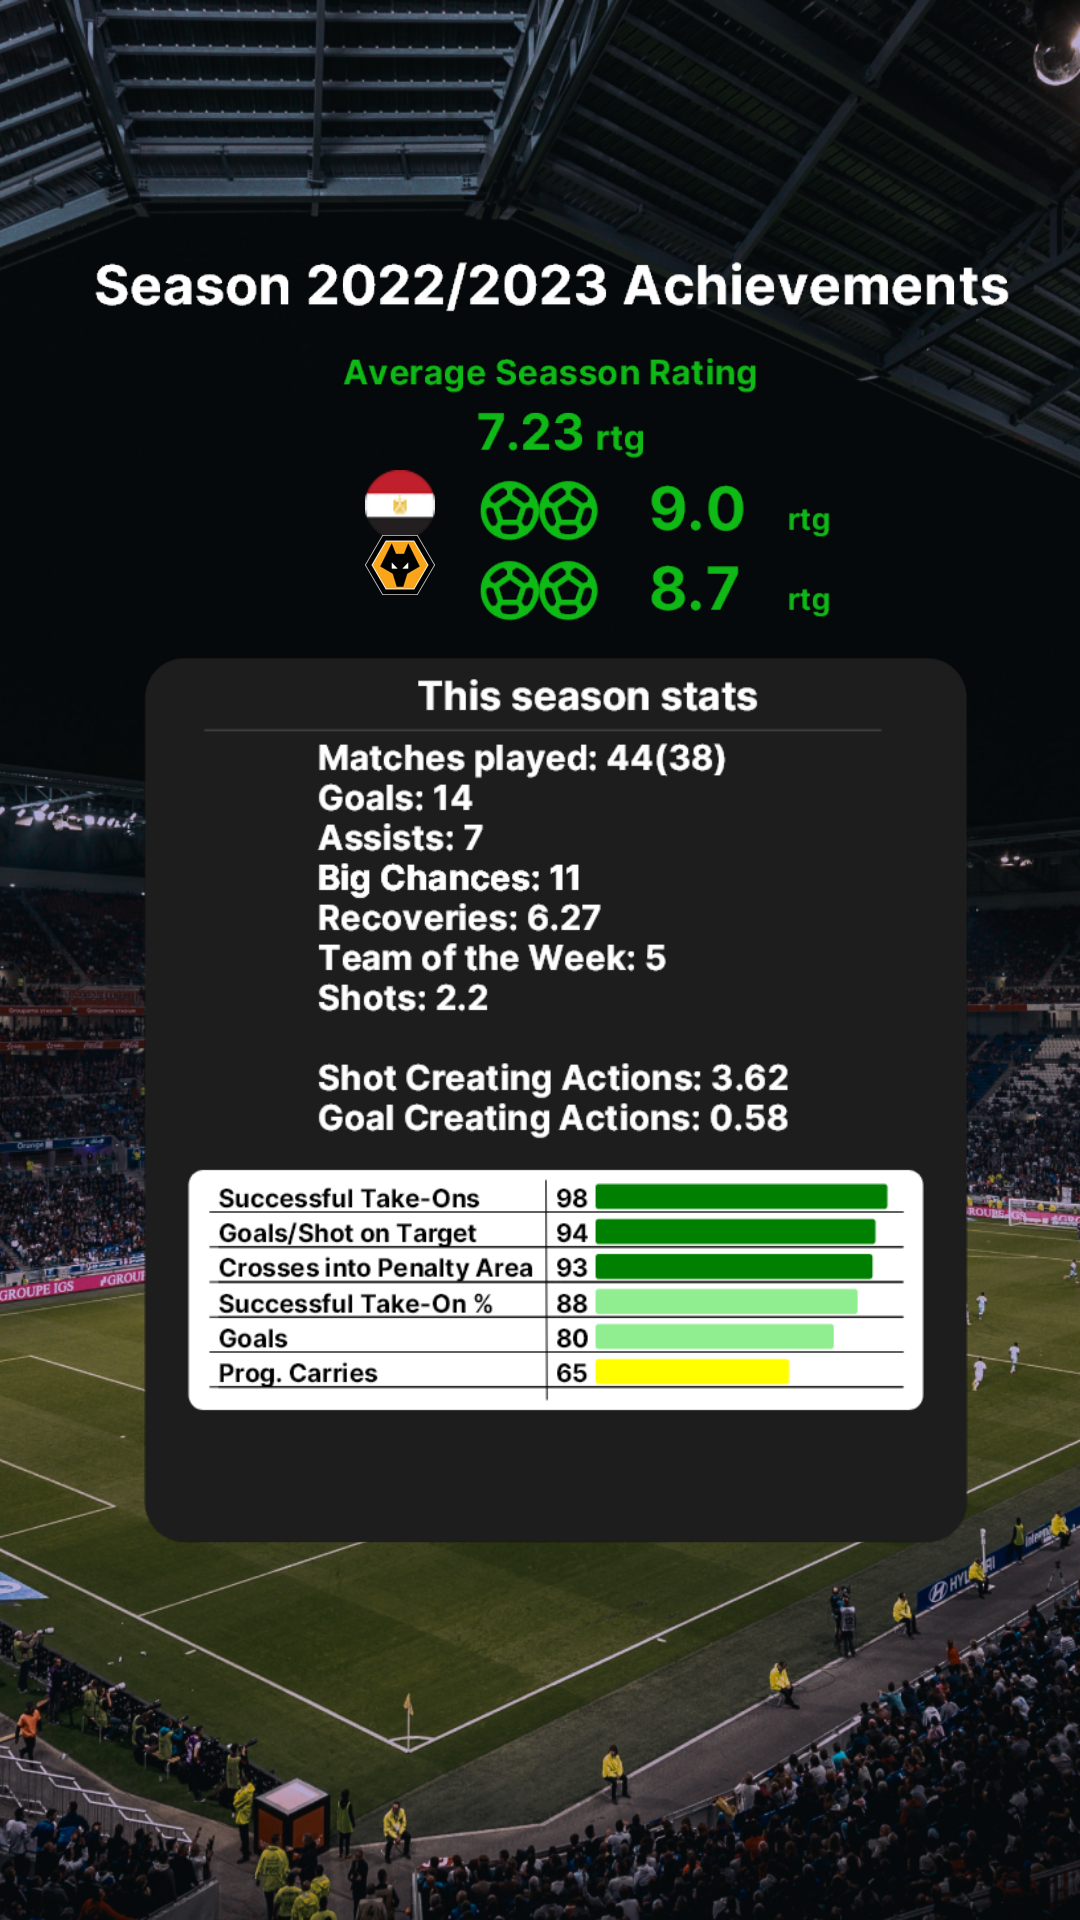 Season 2022/2023 Achievements
Average Seasson Rating
7.23 rtg
9.0 rtg
8.7 rtg
This season stats
Matches played: 44(38)
Goals: 14
Assists: 7
Big Chances: 11
Recoveries: 6.27
Team of the Week: 5
Shots: 2.2
Shot Creating Actions: 3.62
Goal Creating Actions: 0.58
Successful Take-Ons 98
Goals/Shot on Target 94
Crosses into Penalty Area 93
Successful Take-On % 88
Goals 80
Prog. Carries 65
Orange
GROUPE IGS